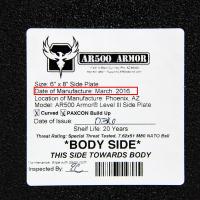 AR500 ARMOR
Size: 6" x 8" Side Plate
Date of Manufacture: March, 2016
Location of Manufacture: Phoenix, AZ
Model: AR500 Armor® Level III Side Plate
X Curved X PAXCON Build Up
Date of Issue:
Shelf Life: 20 Years
Threat Rating: Special Threat Tested, 7.62x51 M80 NATO Ball
*BODY SIDE*
THIS SIDE TOWARDS BODY
Inspected By: